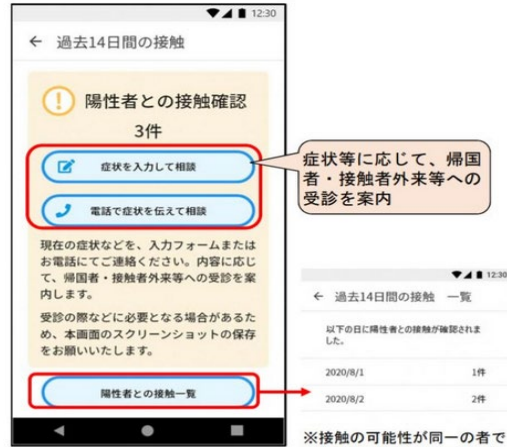 12:30
← 過去14日間の接触
陽性者との接触確認
3件
症状を入力して相談
電話で症状を伝えて相談
現在の症状などを、入力フォームまたは
お電話にてご連絡ください。内容に応じ
て、帰国者・接触者外来等への受診を案
内します。
受診の際などに必要となる場合があるた
め、本画面のスクリーンショットの保存
をお願いいたします。
陽性者との接触一覧
症状等に応じて、帰国
者・接触者外来等への
受診を案内
12:30
← 過去14日間の接触 一覧
以下の日に陽性者との接触が確認されま
した。
2020/8/1 1件
2020/8/2 2件
※接触の可能性が同一の者で